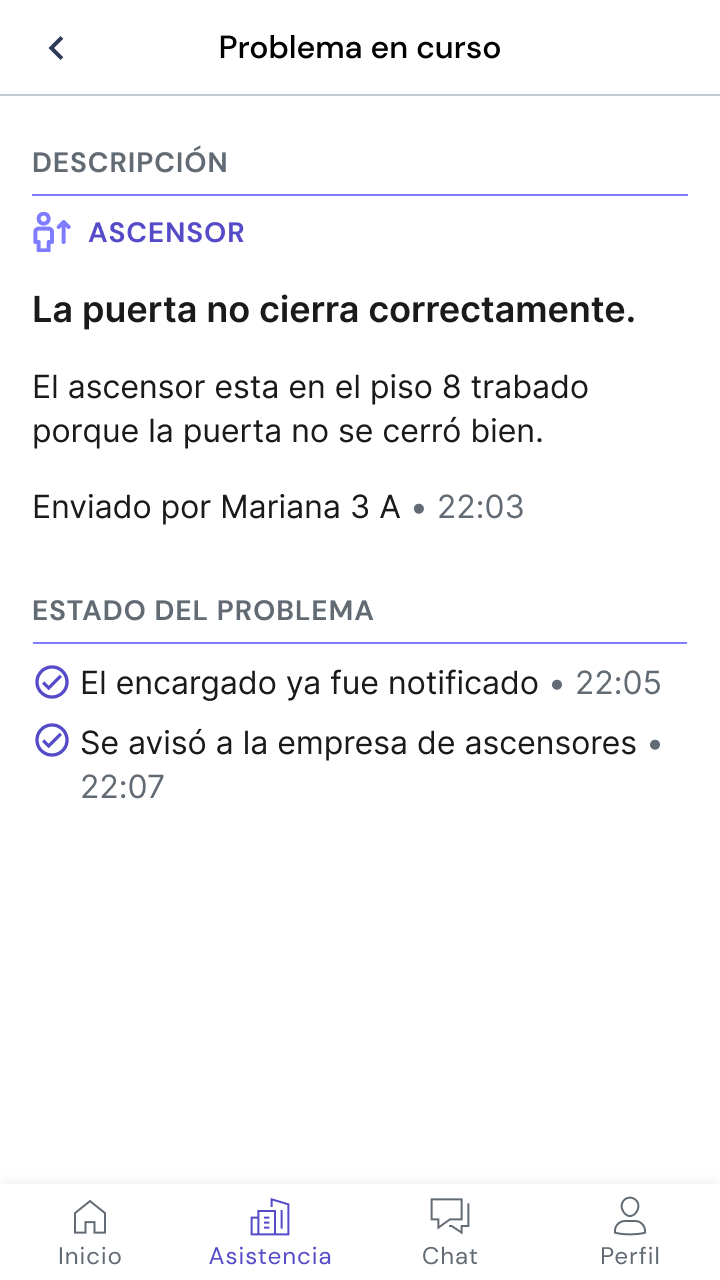 Problema en curso
DESCRIPCIÓN
ASCENSOR
La puerta no cierra correctamente.
El ascensor esta en el piso 8 trabado
porque la puerta no se cerró bien.
Enviado por Mariana 3 A • 22:03
ESTADO DEL PROBLEMA
El encargado ya fue notificado • 22:05
Se avisó a la empresa de ascensores •
22:07
Inicio
Asistencia
Chat
Perfil